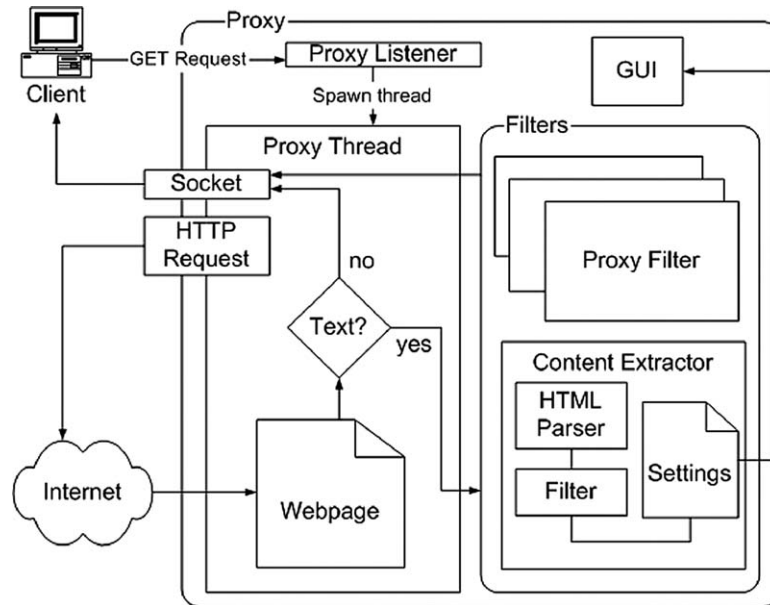 Proxy
Client
GET Request
Proxy Listener
GUI
Spawn thread
Proxy Thread
Filters
Socket
HTTP
Request
no
Text?
yes
Proxy Filter
Content Extractor
HTML
Parser
Filter
Settings
Internet
Webpage